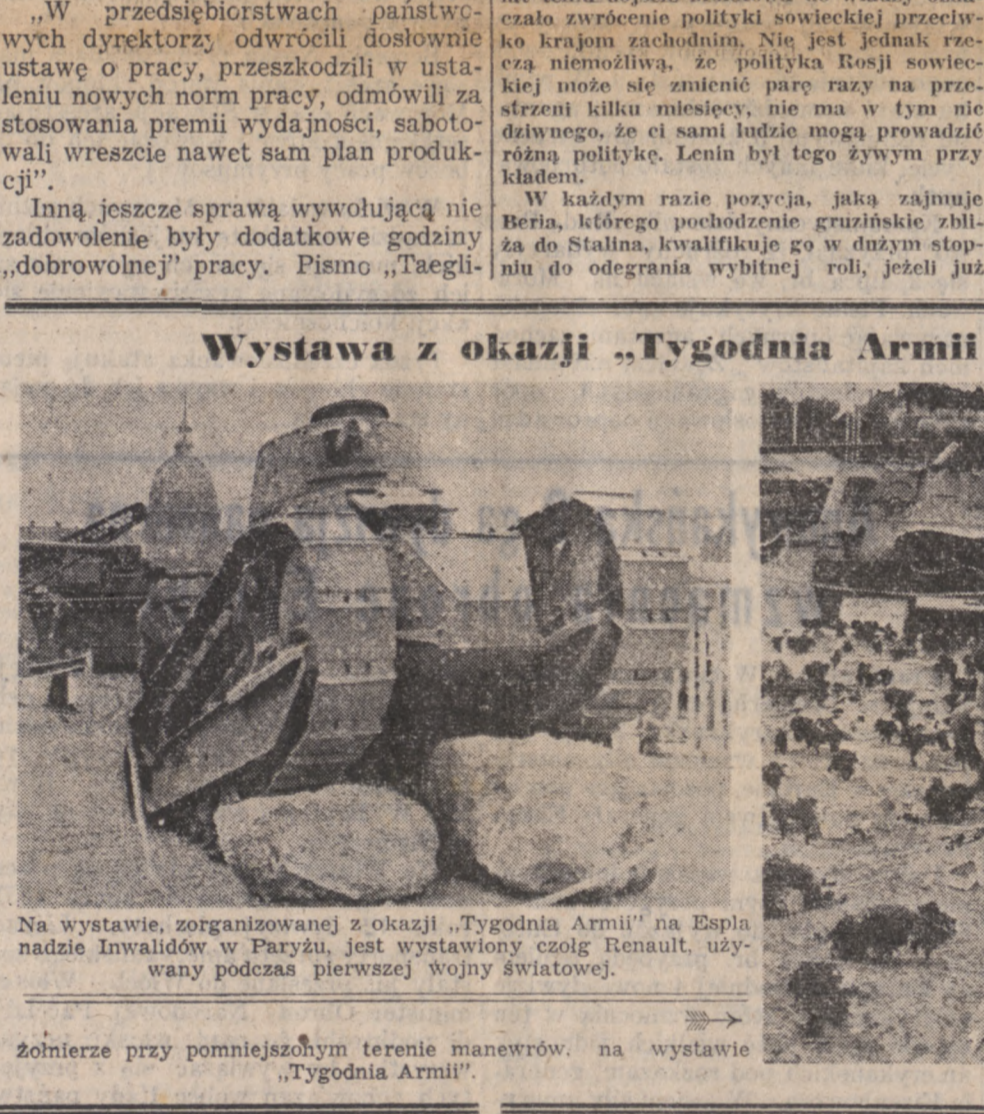 „W przedsiębiorstwach państwo-
wych dyrektorzy odwrócili dosłownie
ustawę o pracy, przeszkodzili w usta-
leniu nowych norm pracy, odmówili za
stosowania premii wydajności, saboto-
wali wreszcie nawet sam plan produk-
cji”.
Inną jeszcze sprawą wywołującą nie
zadowolenie były dodatkowe godziny
„dobrowolnej” pracy. Pismo „Taegli-
czało zwrócenie polityki sowieckiej przeciw-
ko krajom zachodnim. Nie jest jednak rze-
czą niemożliwą, że polityka Rosji sowiec-
kiej może się zmienić parę razy na prze-
strzeni kilku miesięcy, nie ma w tym nic
dziwnego, że ci sami ludzie mogą prowadzić
różną politykę. Lenin był tego żywym przy
kładem.
W każdym razie pozycja, jaką zajmuje
Beria, którego pochodzenie gruzińskie zbli-
ża do Stalina, kwalifikuje go w dużym stop-
niu do odegrania wybitnej roli, jeżeli już
Wystawa z okazji „Tygodnia Armii
Na wystawie, zorganizowanej z okazji „Tygodnia Armii” na Espla
nadzie Inwalidów w Paryżu, jest wystawiony czołg Renault, uży-
wany podczas pierwszej wojny światowej.
Żołnierze przy pomniejszonym terenie manewrów, na wystawie
„Tygodnia Armii”.